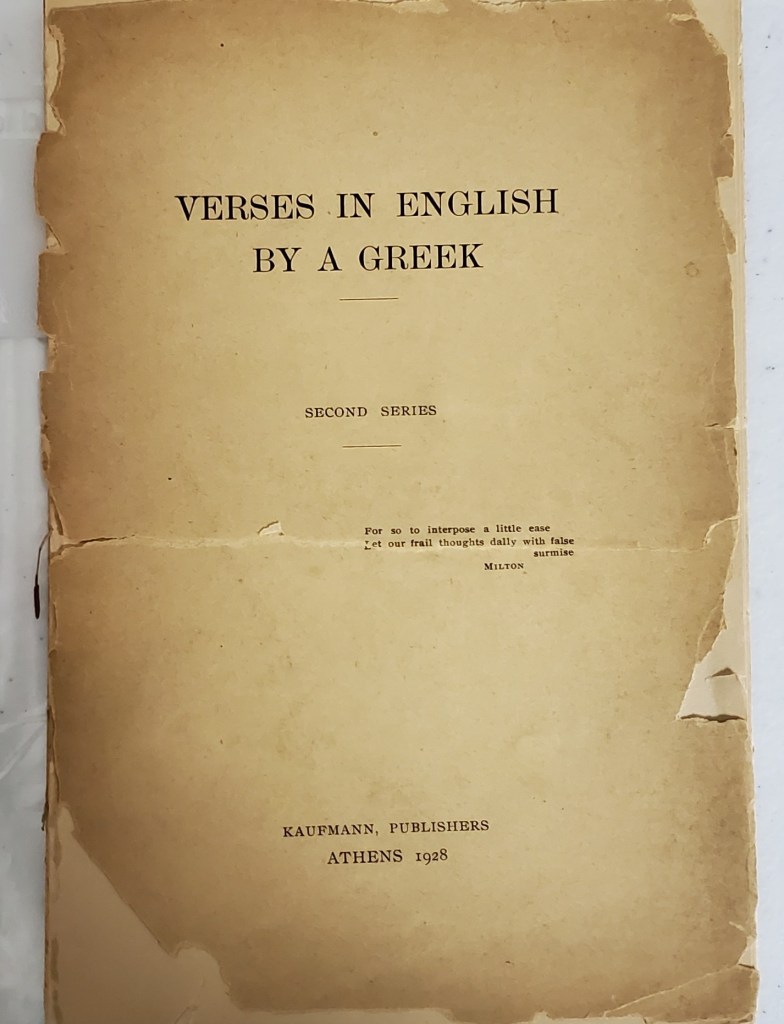 VERSES IN ENGLISH
BY A GREEK
SECOND SERIES
For so to interpose a little ease
Let our frail thoughts dally with false
surmise
MILTON
KAUFMANN, PUBLISHERS
ATHENS 1928